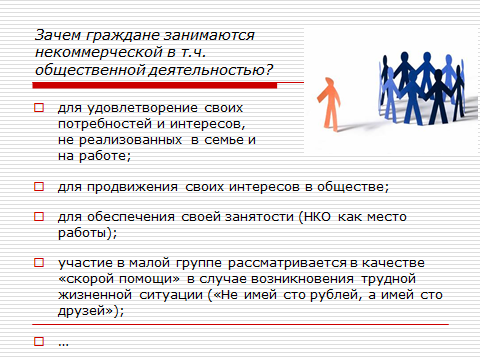 Зачем граждане занимаются
некоммерческой в т.ч.
общественной деятельностью?
для удовлетворение своих
потребностей и интересов,
не реализованных в семье и
на работе;
для продвижения своих интересов в обществе;
для обеспечения своей занятости (НКО как место
работы);
участие в малой группе рассматривается в качестве
«скорой помощи» в случае возникновения трудной
жизненной ситуации («Не имей сто рублей, а имей сто
друзей»);
...